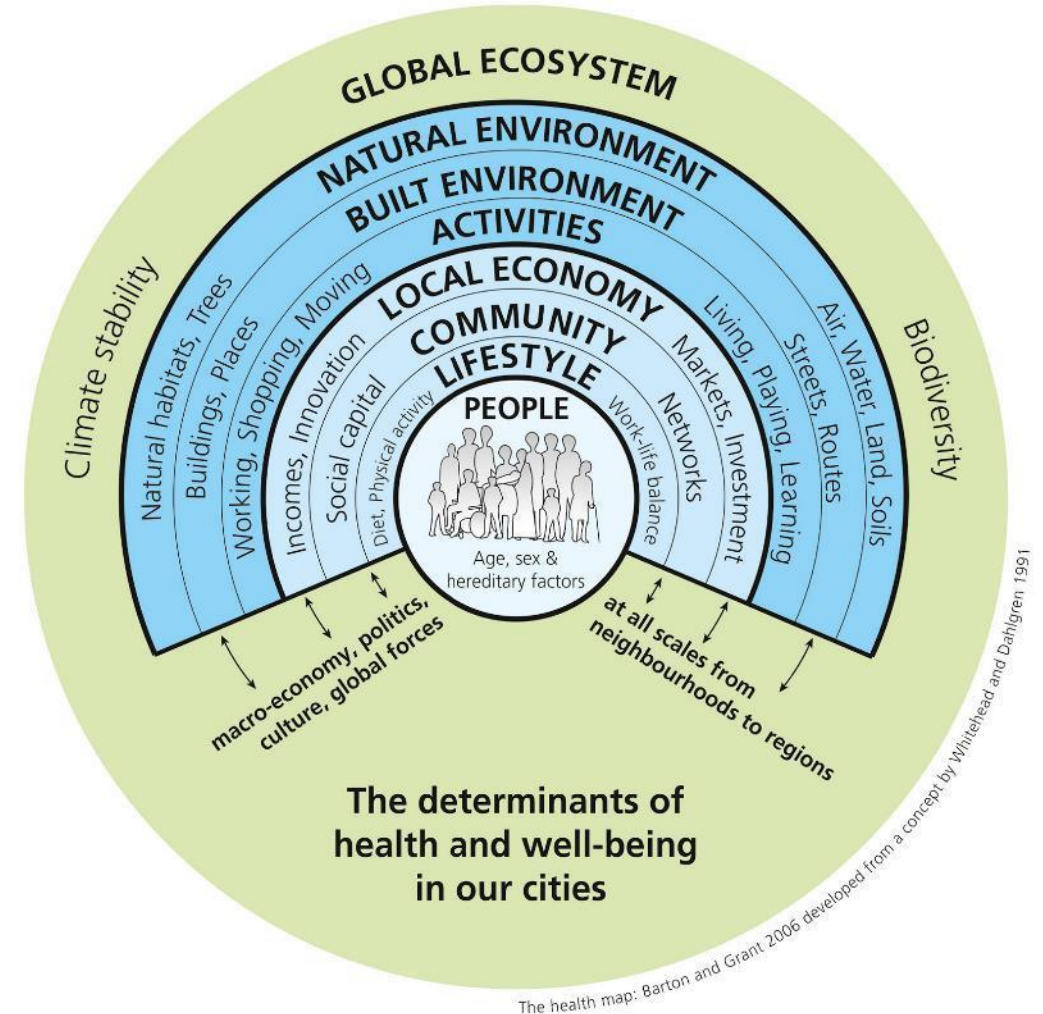 GLOBAL ECOSYSTEM
NATURAL ENVIRONMENT
BUILT ENVIRONMENT
ACTIVITIES
LOCAL ECONOMY
COMMUNITY
LIFESTYLE
PEOPLE
Climate stability
Natural habitats, Trees
Buildings, Places
Working, Shopping, Moving
Incomes, Innovation
Social capital
Diet, Physical activity
Work-life balance
Networks
Markets, Investment
Living, Playing, Learning
Streets, Routes
Air, Water, Land, Soils
Biodiversity
Age, sex &
hereditary factors
macro-economy, politics,
culture, global forces
at all scales from
neighbourhoods to regions
The determinants of
health and well-being
in our cities
The health map: Barton and Grant 2006 developed from a concept by Whitehead and Dahlgren 1991